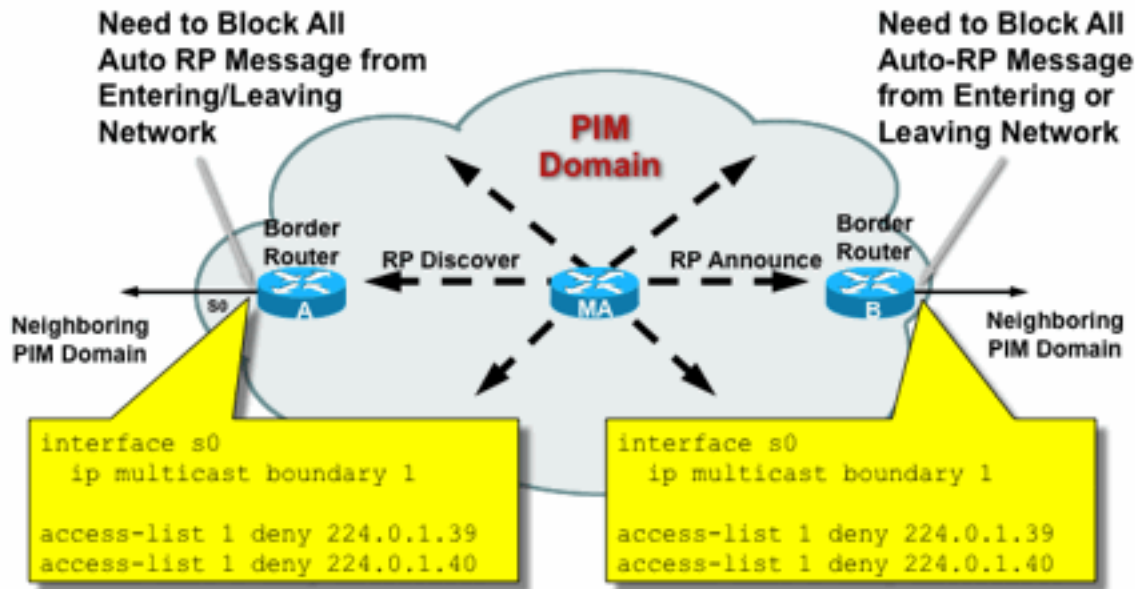 Need to Block All
Auto RP Message from
Entering/Leaving
Network
Need to Block All
Auto-RP Message
from Entering or
Leaving Network
PIM
Domain
Border
Router
RP Discover
RP Announce
Border
Router
A
MA
B
S0
Neighboring
PIM Domain
Neighboring
PIM Domain
interface s0
  ip multicast boundary 1
access-list 1 deny 224.0.1.39
access-list 1 deny 224.0.1.40
interface s0
  ip multicast boundary 1
access-list 1 deny 224.0.1.39
access-list 1 deny 224.0.1.40